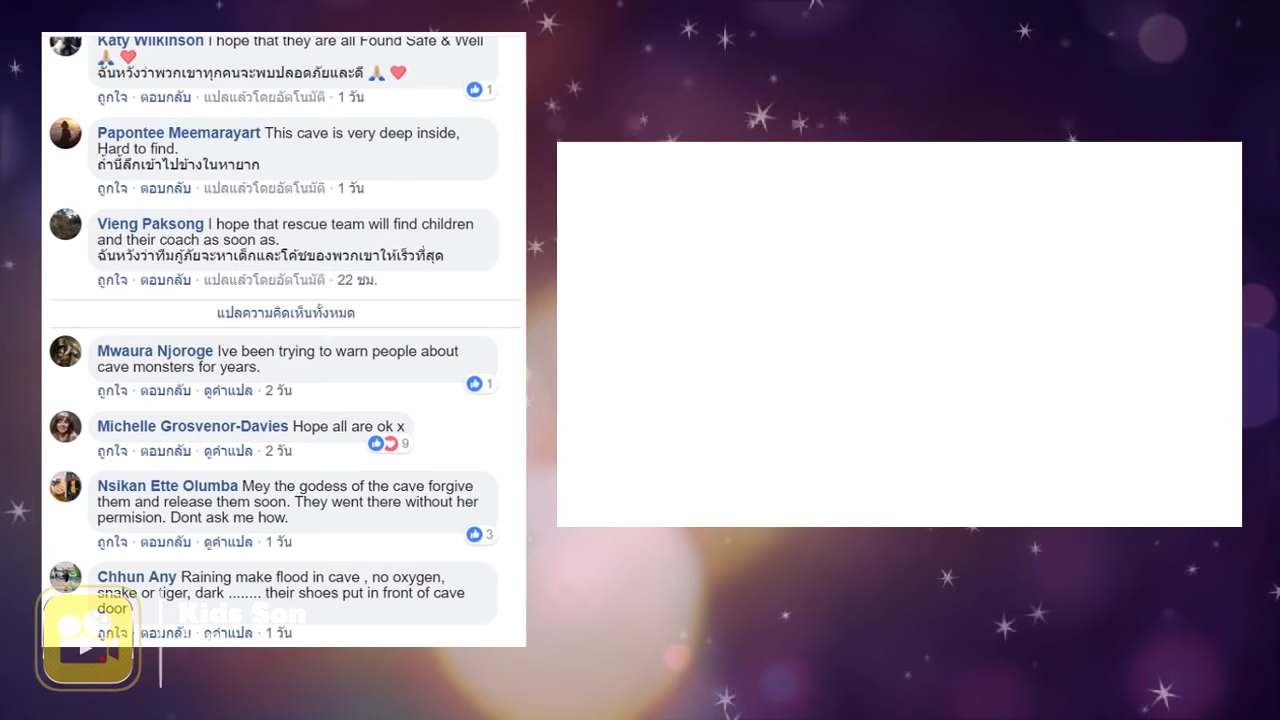 Katy Wilkinson I hope that they are all Found Safe & Well
🙏 ❤️
ฉันหวังว่าพวกเขาทุกคนจะพบปลอดภัยและดี 🙏 ❤️
ถูกใจ · ตอบกลับ · แปลแล้วโดยอัตโนมัติ · 1 วัน
1
Papontee Meemarayart This cave is very deep inside,
Hard to find.
ถ้ำนี้ลึกเข้าไปข้างในหายาก
ถูกใจ · ตอบกลับ · แปลแล้วโดยอัตโนมัติ · 1 วัน
Vieng Paksong I hope that rescue team will find children
and their coach as soon as.
ฉันหวังว่าทีมกู้ภัยจะหาเด็กและโค้ชของพวกเขาให้เร็วที่สุด
ถูกใจ · ตอบกลับ · แปลแล้วโดยอัตโนมัติ · 22 ชม.
แปลความคิดเห็นทั้งหมด
Mwaura Njoroge Ive been trying to warn people about
cave monsters for years.
ถูกใจ · ตอบกลับ · ดูคำแปล · 2 วัน
1
Michelle Grosvenor-Davies Hope all are ok x
9
ถูกใจ · ตอบกลับ · ดูคำแปล · 2 วัน
Nsikan Ette Olumba Mey the godess of the cave forgive
them and release them soon. They went there without her
permision. Dont ask me how.
ถูกใจ · ตอบกลับ · ดูคำแปล · 1 วัน
3
Chhun Any Raining make flood in cave , no oxygen,
snake or tiger, dark ........ their shoes put in front of cave
door
Kids Son
ถูกใจ · ตอบกลับ · ดูคำแปล · 1 วัน